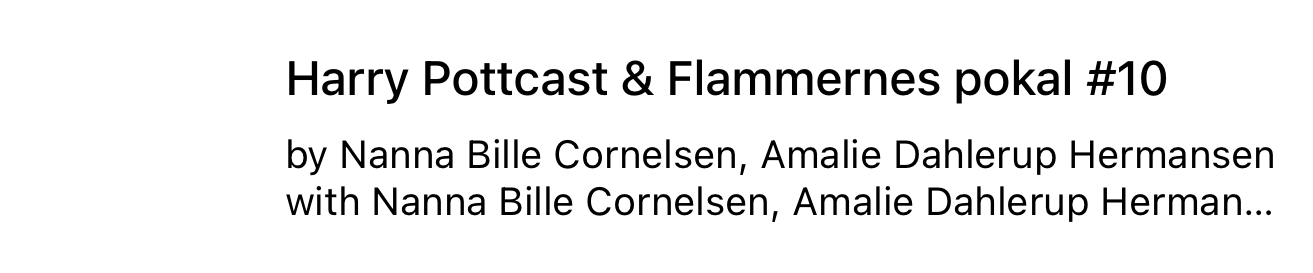 Harry Pottcast & Flammernes pokal #10
by Nanna Bille Cornelsen, Amalie Dahlerup Hermansen
with Nanna Bille Cornelsen, Amalie Dahlerup Herman...